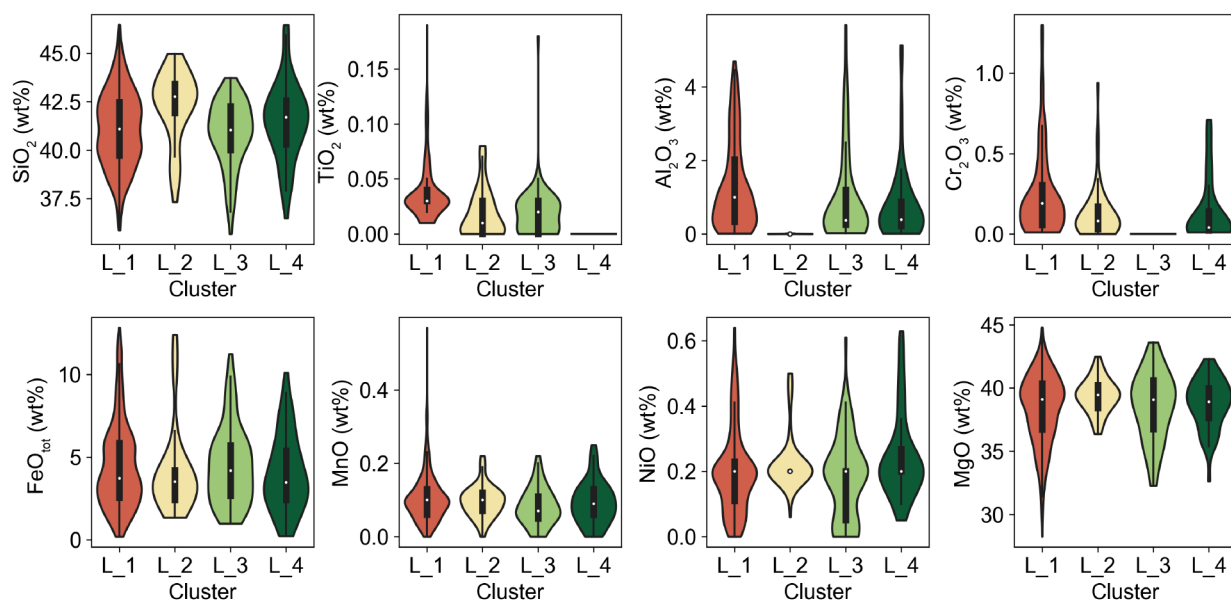 SiO₂ (wt%)
45.0
42.5
40.0
37.5
L_1 L_2 L_3 L_4
Cluster
TiO₂ (wt%)
0.15
0.10
0.05
0.00
L_1 L_2 L_3 L_4
Cluster
Al₂O₃ (wt%)
4
2
0
L_1 L_2 L_3 L_4
Cluster
Cr₂O₃ (wt%)
1.0
0.5
0.0
L_1 L_2 L_3 L_4
Cluster
FeO_tot (wt%)
10
5
0
L_1 L_2 L_3 L_4
Cluster
MnO (wt%)
0.4
0.2
0.0
L_1 L_2 L_3 L_4
Cluster
NiO (wt%)
0.6
0.4
0.2
0.0
L_1 L_2 L_3 L_4
Cluster
MgO (wt%)
45
40
35
30
L_1 L_2 L_3 L_4
Cluster